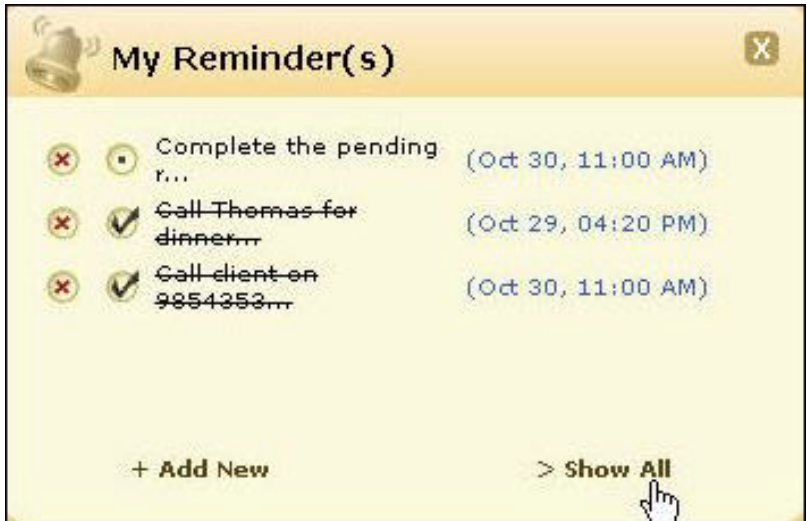 My Reminder(s)
X
Complete the pending
r...
(Oct 30, 11:00 AM)
Call Thomas for
dinner...
(Oct 29, 04:20 PM)
Call client on
9854353...
(Oct 30, 11:00 AM)
+ Add New
> Show All